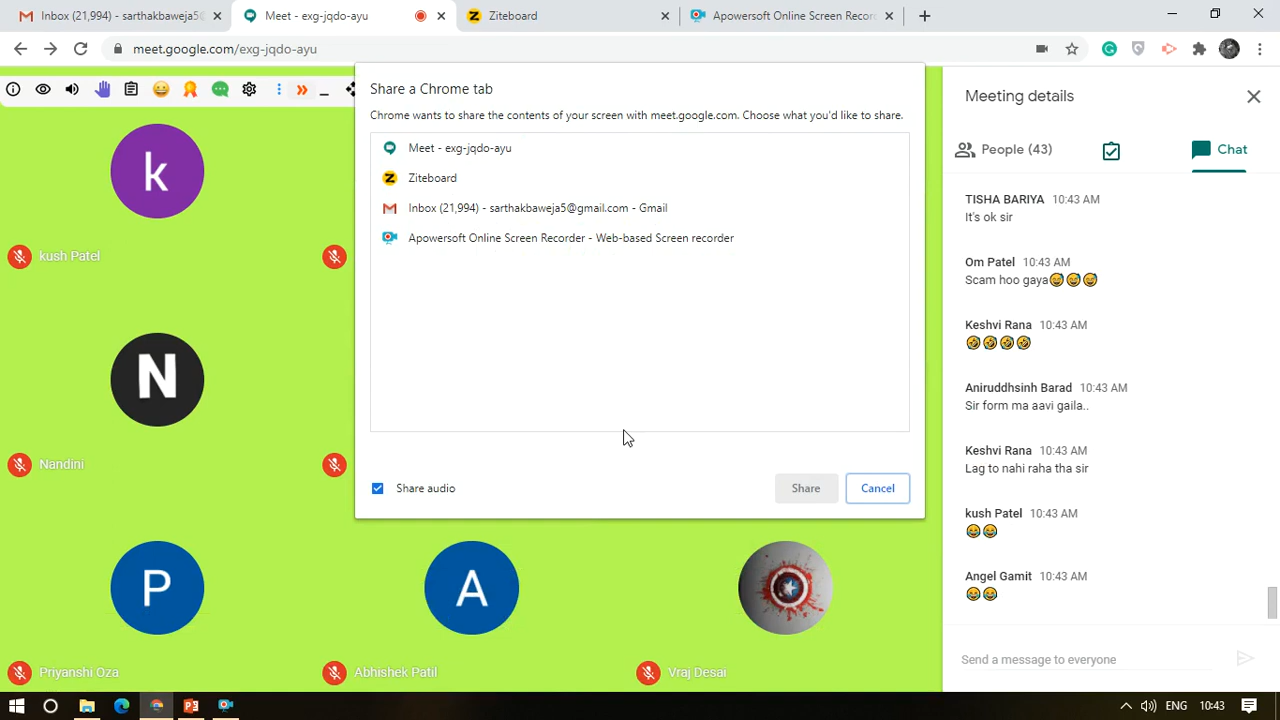 Inbox (21,994) - sarthakbaweja5@
Meet - exg-jqdo-ayu
Ziteboard
Apowersoft Online Screen Recor
meet.google.com/exg-jqdo-ayu
Share a Chrome tab
Chrome wants to share the contents of your screen with meet.google.com. Choose what you'd like to share.
Meet - exg-jqdo-ayu
Ziteboard
Inbox (21,994) - sarthakbaweja5@gmail.com - Gmail
Apowersoft Online Screen Recorder - Web-based Screen recorder
Share audio
Share
Cancel
k
kush Patel
N
Nandini
P
Priyanshi Oza
A
Abhishek Patil
Vraj Desai
Meeting details
People (43)
Chat
TISHA BARIYA 10:43 AM
It's ok sir
Om Patel 10:43 AM
Scam hoo gaya😅😅😅
Keshvi Rana 10:43 AM
🤣🤣🤣🤣
Aniruddhsinh Barad 10:43 AM
Sir form ma aavi gaila..
Keshvi Rana 10:43 AM
Lag to nahi raha tha sir
kush Patel 10:43 AM
😂😂
Angel Gamit 10:43 AM
😂😂
Send a message to everyone
ENG
10:43